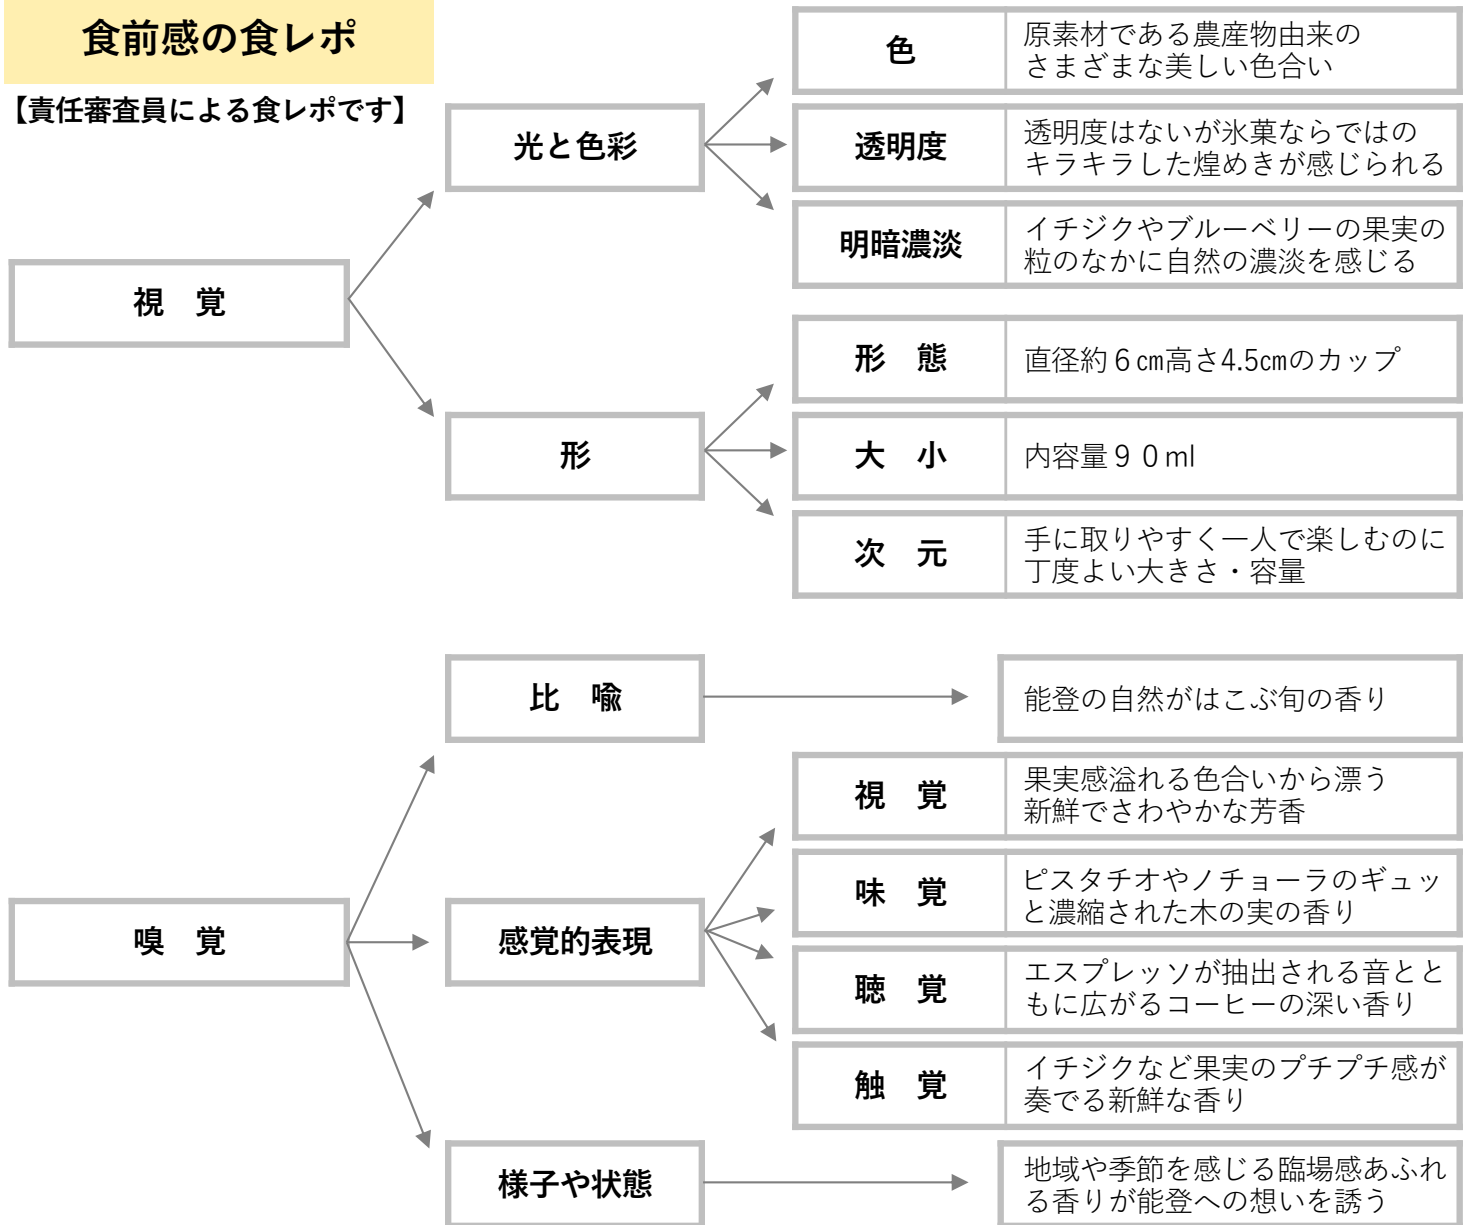 食前感の食レポ
【責任審査員による食レポです】
視　覚
光と色彩
色
原素材である農産物由来の
さまざまな美しい色合い
透明度
透明度はないが氷菓ならではの
キラキラした煌めきが感じられる
明暗濃淡
イチジクやブルーベリーの果実の
粒のなかに自然の濃淡を感じる
形
形　態
直径約６㎝高さ4.5㎝のカップ
大　小
内容量９０ml
次　元
手に取りやすく一人で楽しむのに
丁度よい大きさ・容量
嗅　覚
比　喩
能登の自然がはこぶ旬の香り
感覚的表現
視　覚
果実感溢れる色合いから漂う
新鮮でさわやかな芳香
味　覚
ピスタチオやノチョーラのギュッ
と濃縮された木の実の香り
聴　覚
エスプレッソが抽出される音とと
もに広がるコーヒーの深い香り
触　覚
イチジクなど果実のプチプチ感が
奏でる新鮮な香り
様子や状態
地域や季節を感じる臨場感あふれ
る香りが能登への想いを誘う